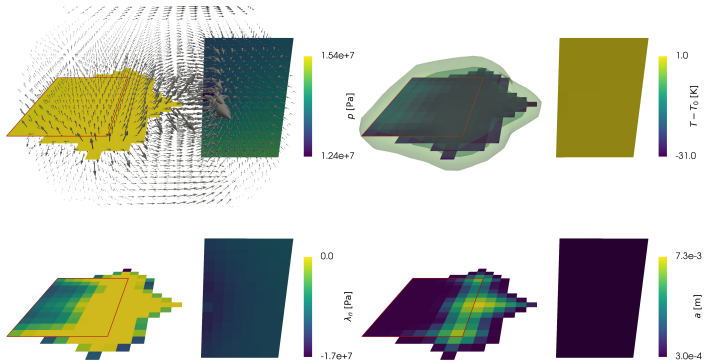 1.54e+7
p [Pa]
1.24e+7
1.0
T − T₀ [K]
-31.0
0.0
λₙ [Pa]
-1.7e+7
7.3e-3
a [m]
3.0e-4